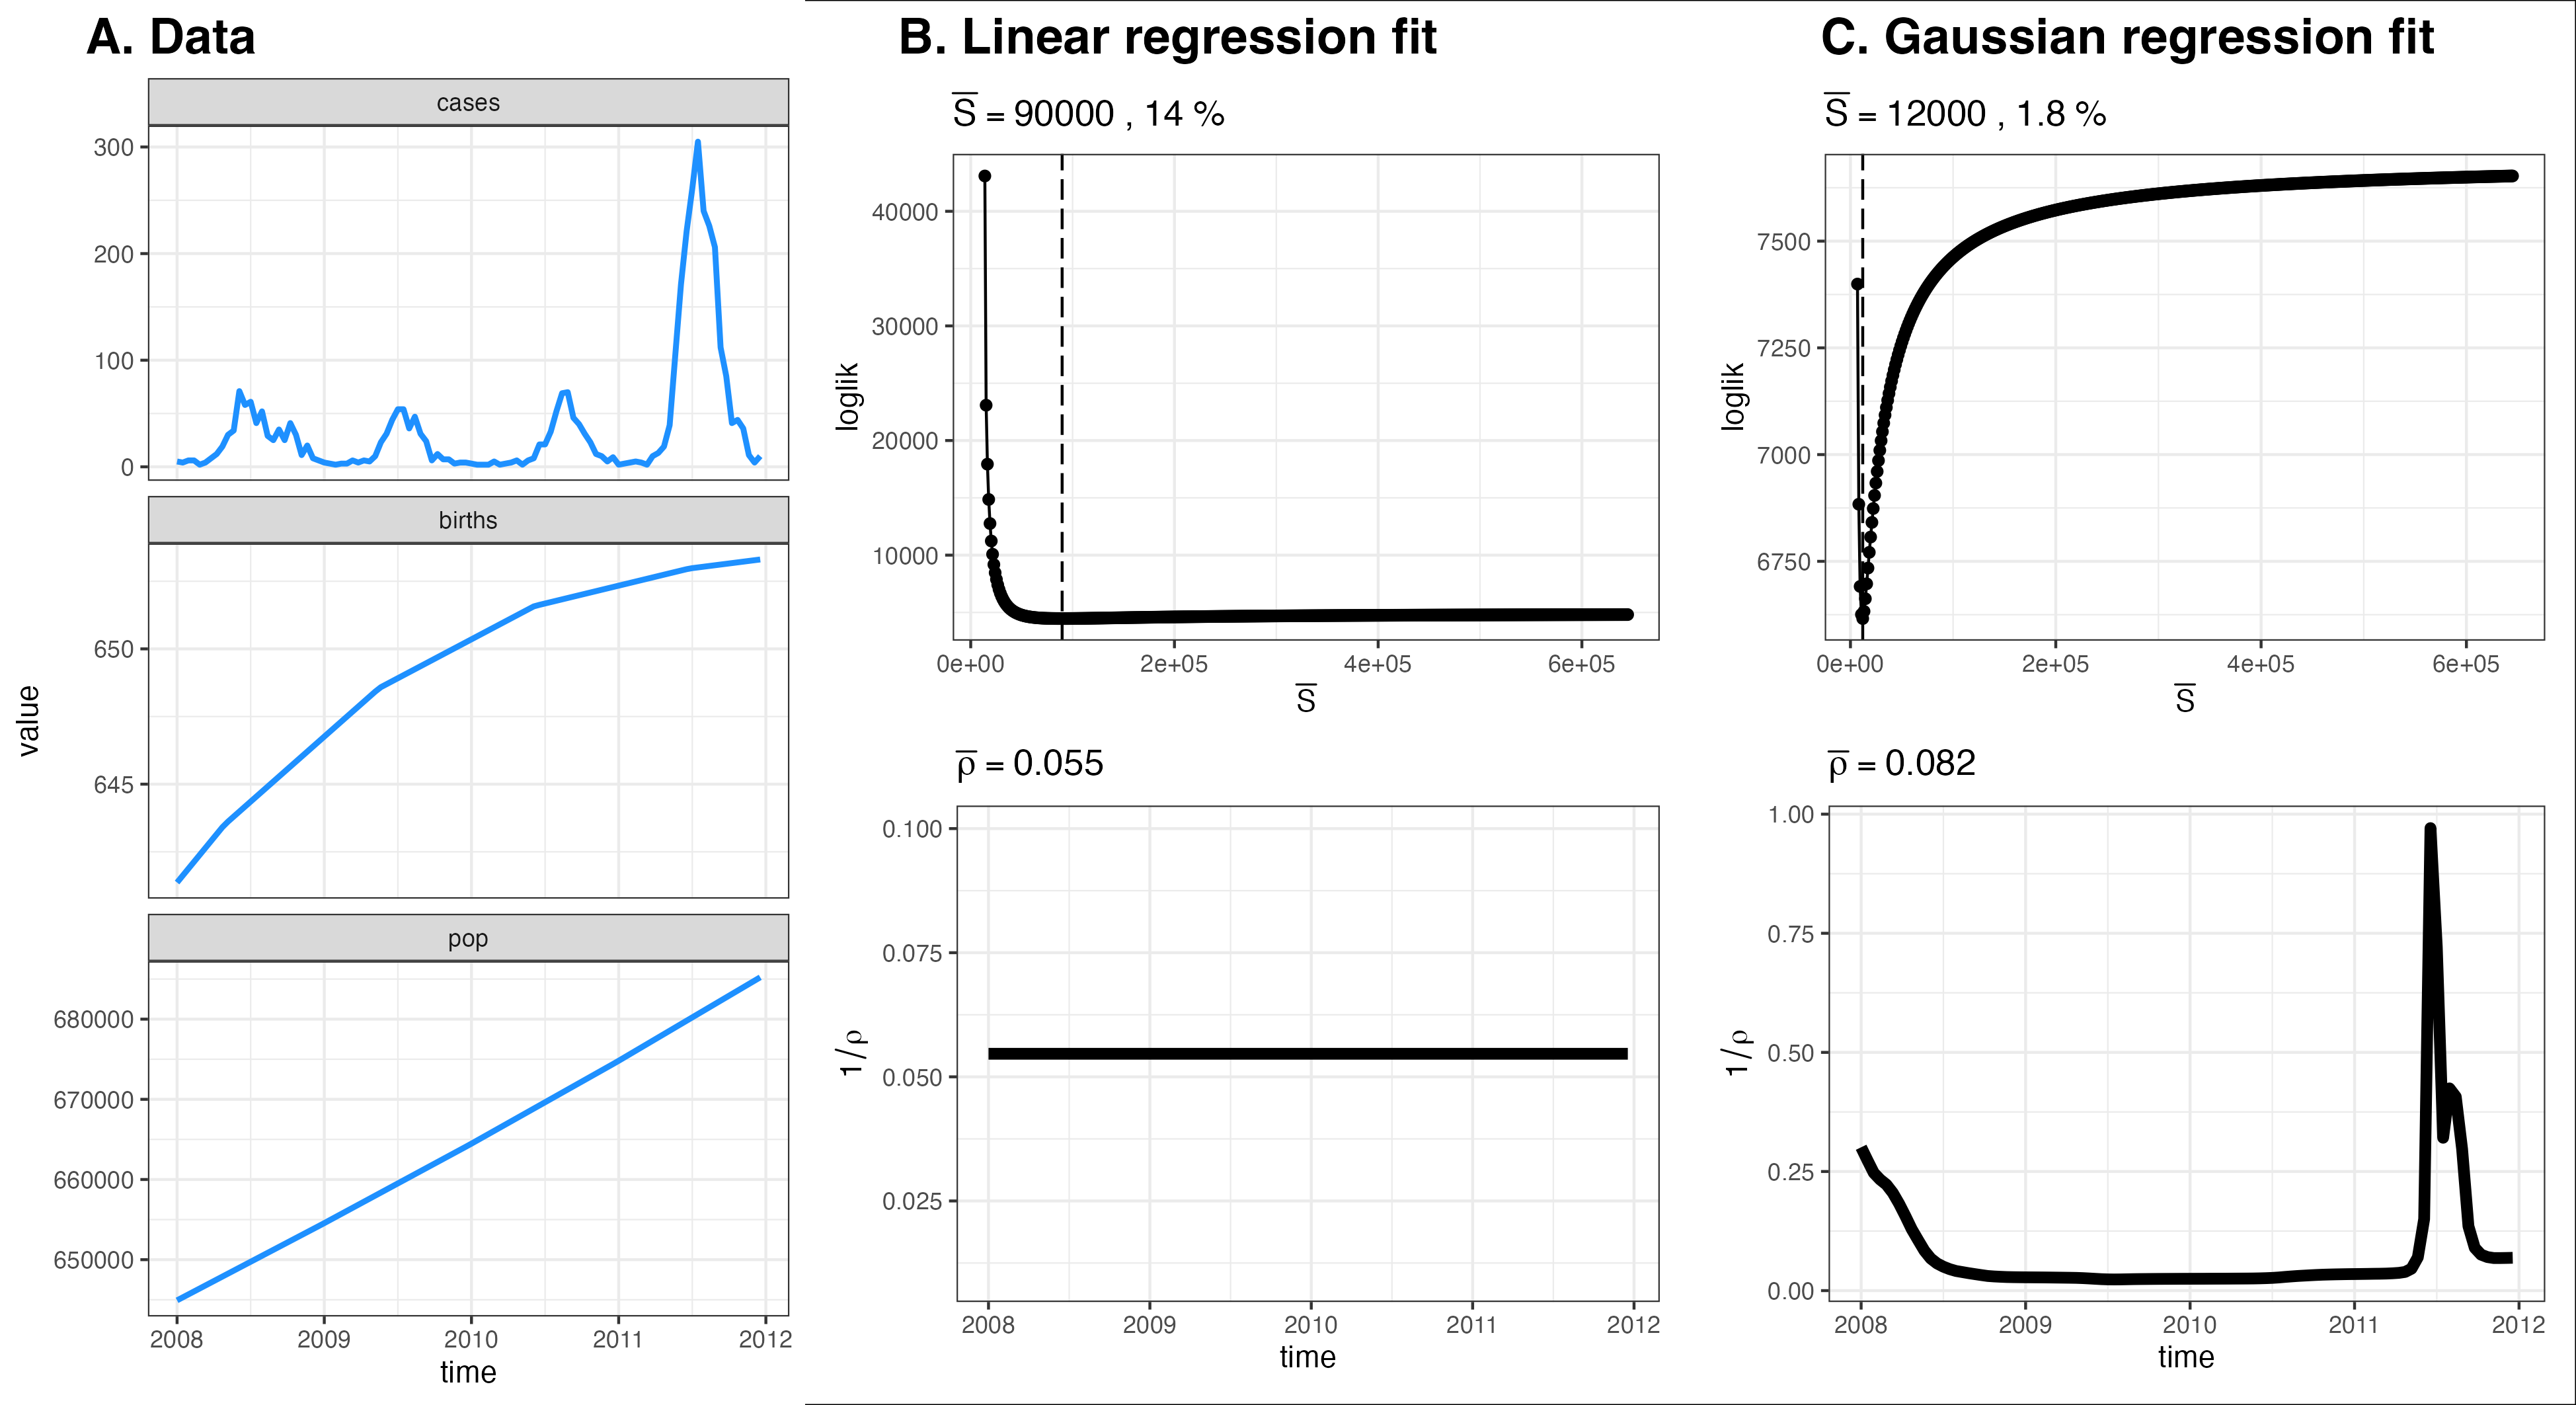 A. Data
cases
300
200
100
0
births
650
645
pop
680000
670000
660000
650000
2008 2009 2010 2011 2012
time
value
B. Linear regression fit
S̅ = 90000 , 14 %
40000
30000
20000
10000
loglik
0e+00 2e+05 4e+05 6e+05
S̅
ρ̅ = 0.055
0.100
0.075
0.050
0.025
1/ρ
2008 2009 2010 2011 2012
time
C. Gaussian regression fit
S̅ = 12000 , 1.8 %
7500
7250
7000
6750
loglik
0e+00 2e+05 4e+05 6e+05
S̅
ρ̅ = 0.082
1.00
0.75
0.50
0.25
0.00
1/ρ
2008 2009 2010 2011 2012
time